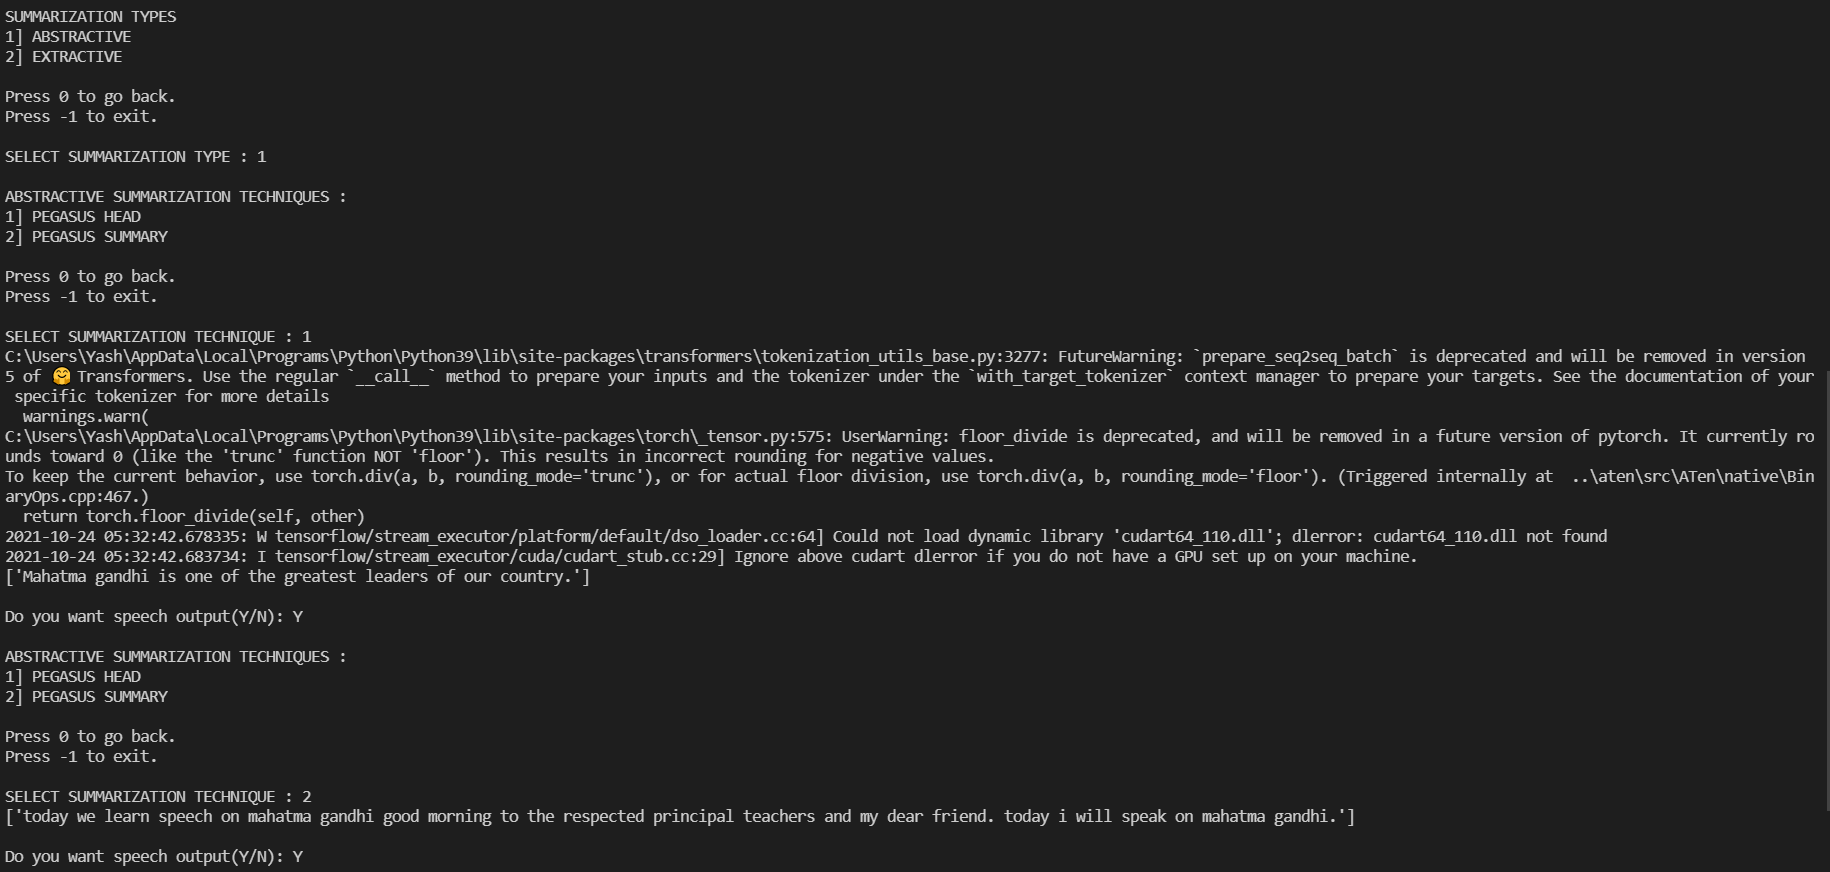 SUMMARIZATION TYPES
1] ABSTRACTIVE
2] EXTRACTIVE
Press 0 to go back.
Press -1 to exit.
SELECT SUMMARIZATION TYPE : 1
ABSTRACTIVE SUMMARIZATION TECHNIQUES :
1] PEGASUS HEAD
2] PEGASUS SUMMARY
Press 0 to go back.
Press -1 to exit.
SELECT SUMMARIZATION TECHNIQUE : 1
C:\Users\Yash\AppData\Local\Programs\Python\Python39\lib\site-packages\transformers\tokenization_utils_base.py:3277: FutureWarning: `prepare_seq2seq_batch` is deprecated and will be removed in version
5 of 🤗 Transformers. Use the regular `__call__` method to prepare your inputs and the tokenizer under the `with_target_tokenizer` context manager to prepare your targets. See the documentation of your
 specific tokenizer for more details
  warnings.warn(
C:\Users\Yash\AppData\Local\Programs\Python\Python39\lib\site-packages\torch\_tensor.py:575: UserWarning: floor_divide is deprecated, and will be removed in a future version of pytorch. It currently ro
unds toward 0 (like the 'trunc' function NOT 'floor'). This results in incorrect rounding for negative values.
To keep the current behavior, use torch.div(a, b, rounding_mode='trunc'), or for actual floor division, use torch.div(a, b, rounding_mode='floor'). (Triggered internally at  ..\aten\src\ATen\native\Bin
aryOps.cpp:467.)
  return torch.floor_divide(self, other)
2021-10-24 05:32:42.678335: W tensorflow/stream_executor/platform/default/dso_loader.cc:64] Could not load dynamic library 'cudart64_110.dll'; dlerror: cudart64_110.dll not found
2021-10-24 05:32:42.683734: I tensorflow/stream_executor/cuda/cudart_stub.cc:29] Ignore above cudart dlerror if you do not have a GPU set up on your machine.
['Mahatma gandhi is one of the greatest leaders of our country.']
Do you want speech output(Y/N): Y
ABSTRACTIVE SUMMARIZATION TECHNIQUES :
1] PEGASUS HEAD
2] PEGASUS SUMMARY
Press 0 to go back.
Press -1 to exit.
SELECT SUMMARIZATION TECHNIQUE : 2
['today we learn speech on mahatma gandhi good morning to the respected principal teachers and my dear friend. today i will speak on mahatma gandhi.']
Do you want speech output(Y/N): Y